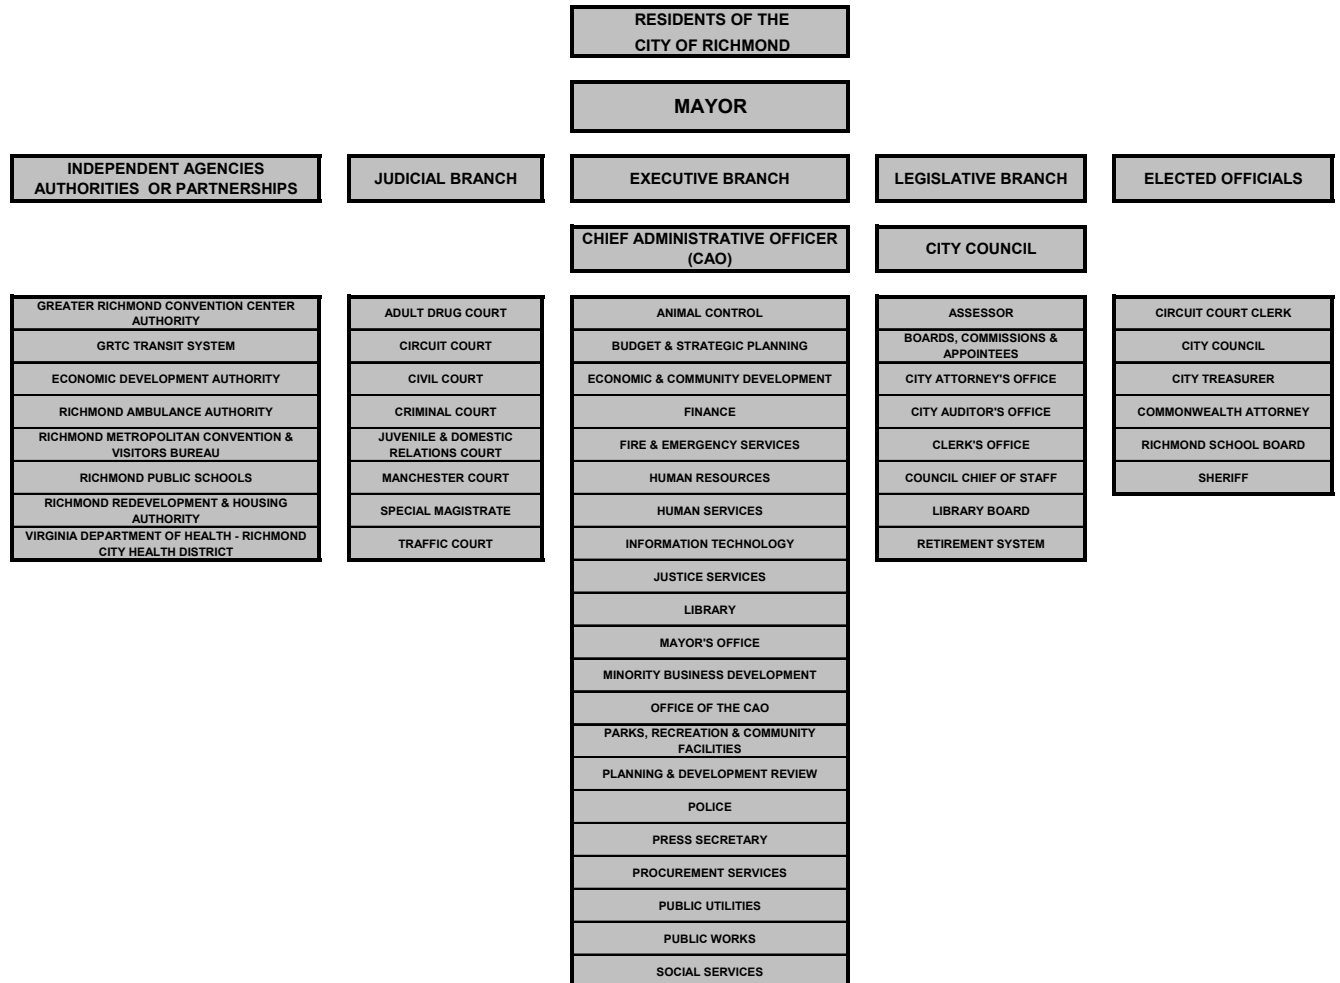 RESIDENTS OF THE
CITY OF RICHMOND
MAYOR
INDEPENDENT AGENCIES
AUTHORITIES OR PARTNERSHIPS
JUDICIAL BRANCH
EXECUTIVE BRANCH
LEGISLATIVE BRANCH
ELECTED OFFICIALS
CHIEF ADMINISTRATIVE OFFICER
(CAO)
CITY COUNCIL
GREATER RICHMOND CONVENTION CENTER
AUTHORITY
GRTC TRANSIT SYSTEM
ECONOMIC DEVELOPMENT AUTHORITY
RICHMOND AMBULANCE AUTHORITY
RICHMOND METROPOLITAN CONVENTION &
VISITORS BUREAU
RICHMOND PUBLIC SCHOOLS
RICHMOND REDEVELOPMENT & HOUSING
AUTHORITY
VIRGINIA DEPARTMENT OF HEALTH - RICHMOND
CITY HEALTH DISTRICT
ADULT DRUG COURT
CIRCUIT COURT
CIVIL COURT
CRIMINAL COURT
JUVENILE & DOMESTIC
RELATIONS COURT
MANCHESTER COURT
SPECIAL MAGISTRATE
TRAFFIC COURT
ANIMAL CONTROL
BUDGET & STRATEGIC PLANNING
ECONOMIC & COMMUNITY DEVELOPMENT
FINANCE
FIRE & EMERGENCY SERVICES
HUMAN RESOURCES
HUMAN SERVICES
INFORMATION TECHNOLOGY
JUSTICE SERVICES
LIBRARY
MAYOR'S OFFICE
MINORITY BUSINESS DEVELOPMENT
OFFICE OF THE CAO
PARKS, RECREATION & COMMUNITY
FACILITIES
PLANNING & DEVELOPMENT REVIEW
POLICE
PRESS SECRETARY
PROCUREMENT SERVICES
PUBLIC UTILITIES
PUBLIC WORKS
SOCIAL SERVICES
ASSESSOR
BOARDS, COMMISSIONS &
APPOINTEES
CITY ATTORNEY'S OFFICE
CITY AUDITOR'S OFFICE
CLERK'S OFFICE
COUNCIL CHIEF OF STAFF
LIBRARY BOARD
RETIREMENT SYSTEM
CIRCUIT COURT CLERK
CITY COUNCIL
CITY TREASURER
COMMONWEALTH ATTORNEY
RICHMOND SCHOOL BOARD
SHERIFF